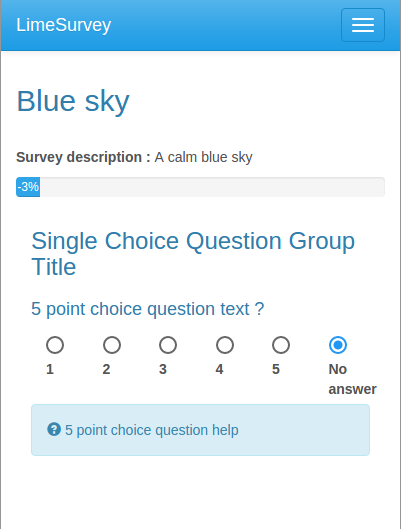 LimeSurvey
Blue sky
Survey description : A calm blue sky
-3%
Single Choice Question Group
Title
5 point choice question text ?
1 2 3 4 5 No
answer
5 point choice question help